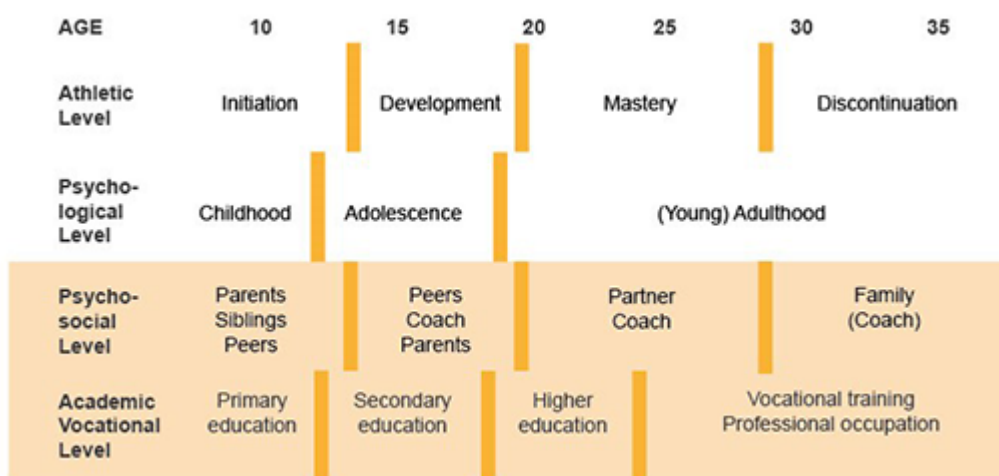 AGE 10 15 20 25 30 35
Athletic
Level
Initiation Development Mastery Discontinuation
Psycho-
logical
Level
Childhood Adolescence (Young) Adulthood
Psycho-
social
Level
Parents
Siblings
Peers
Peers
Coach
Parents
Partner
Coach
Family
(Coach)
Academic
Vocational
Level
Primary
education
Secondary
education
Higher
education
Vocational training
Professional occupation